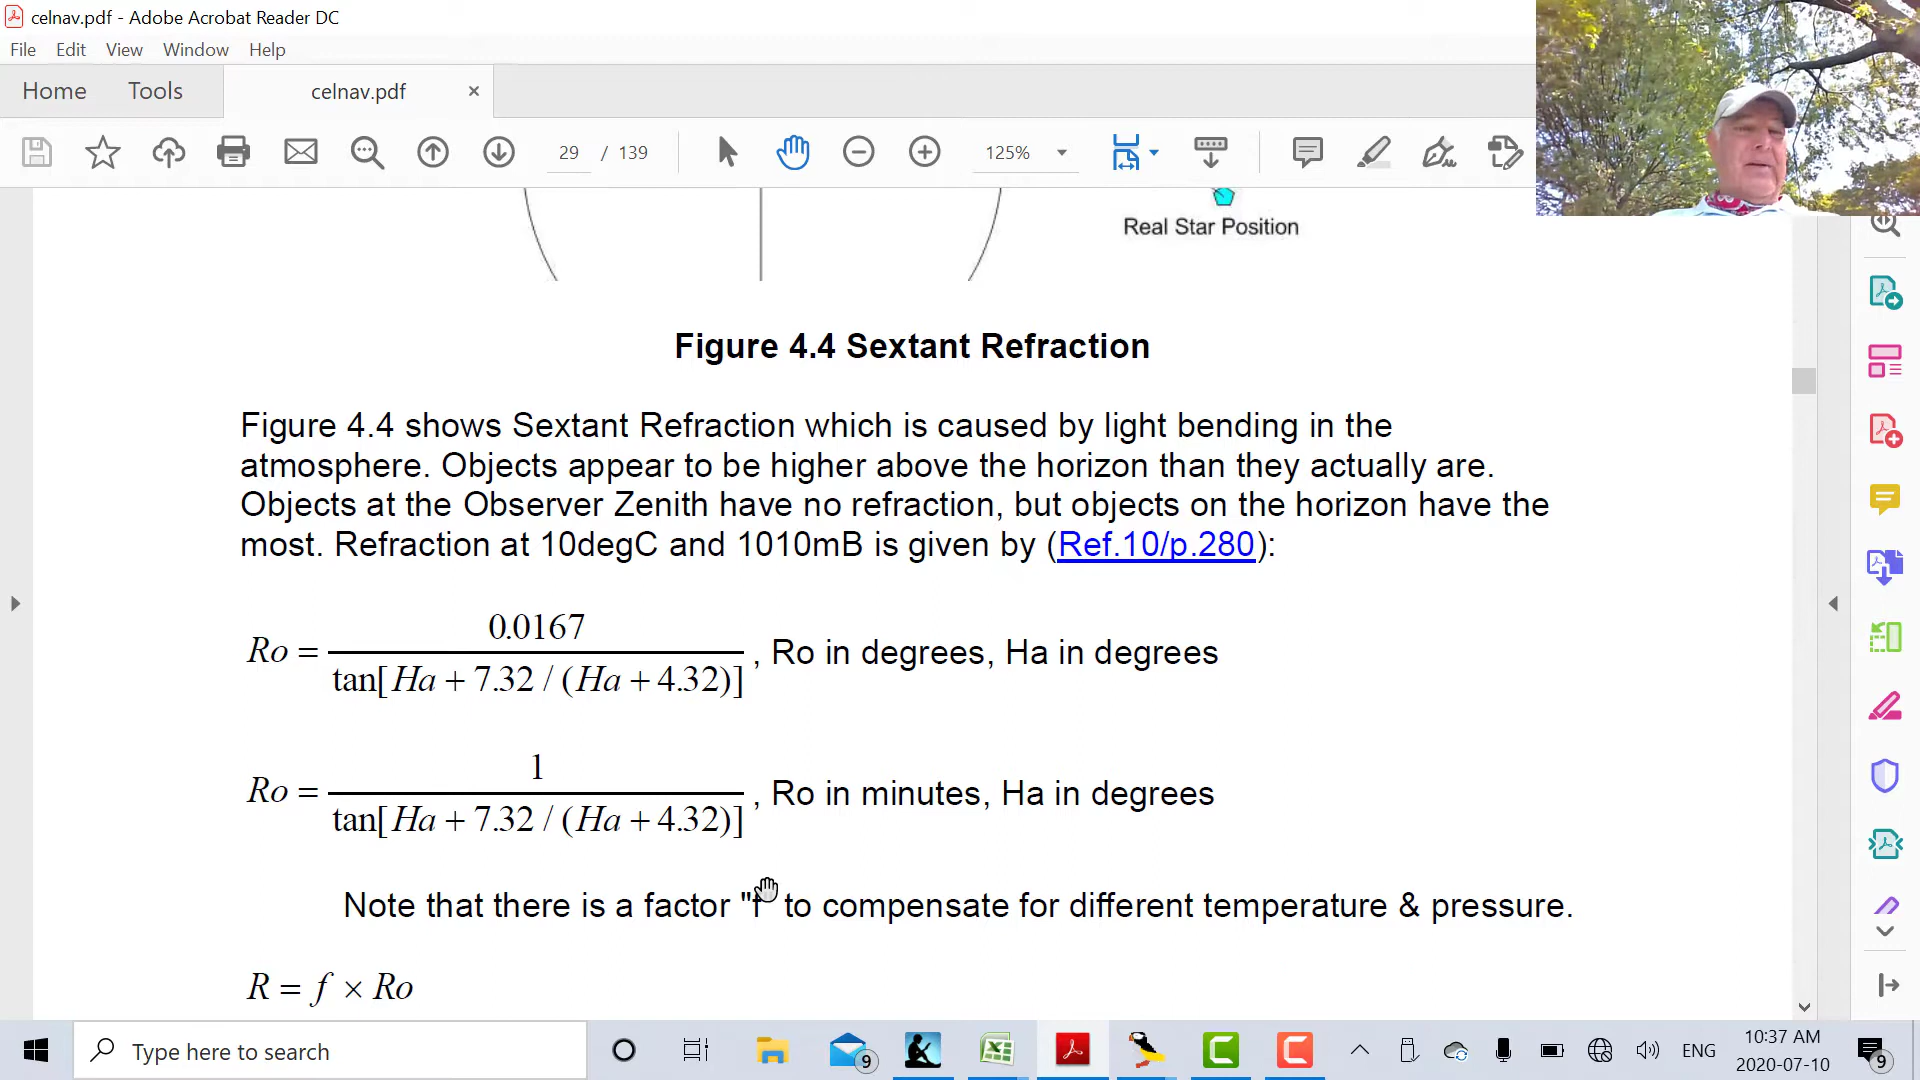 celnav.pdf - Adobe Acrobat Reader DC
File Edit View Window Help
Home Tools celnav.pdf ×
29 / 139 125%
Real Star Position
Figure 4.4 Sextant Refraction
Figure 4.4 shows Sextant Refraction which is caused by light bending in the
atmosphere. Objects appear to be higher above the horizon than they actually are.
Objects at the Observer Zenith have no refraction, but objects on the horizon have the
most. Refraction at 10degC and 1010mB is given by (Ref.10/p.280):
Ro = 0.0167 / tan[Ha + 7.32 / (Ha + 4.32)] , Ro in degrees, Ha in degrees
Ro = 1 / tan[Ha + 7.32 / (Ha + 4.32)] , Ro in minutes, Ha in degrees
Note that there is a factor "f" to compensate for different temperature & pressure.
R = f × Ro
Type here to search
9
ENG
10:37 AM
2020-07-10
9